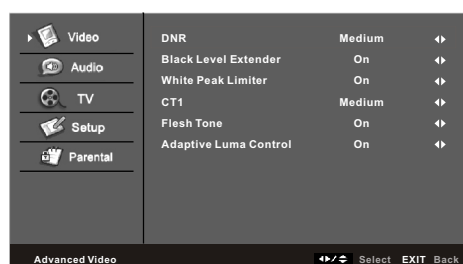 Video
Audio
TV
Setup
Parental
DNR Medium
Black Level Extender On
White Peak Limiter On
CT1 Medium
Flesh Tone On
Adaptive Luma Control On
Advanced Video Select EXIT Back